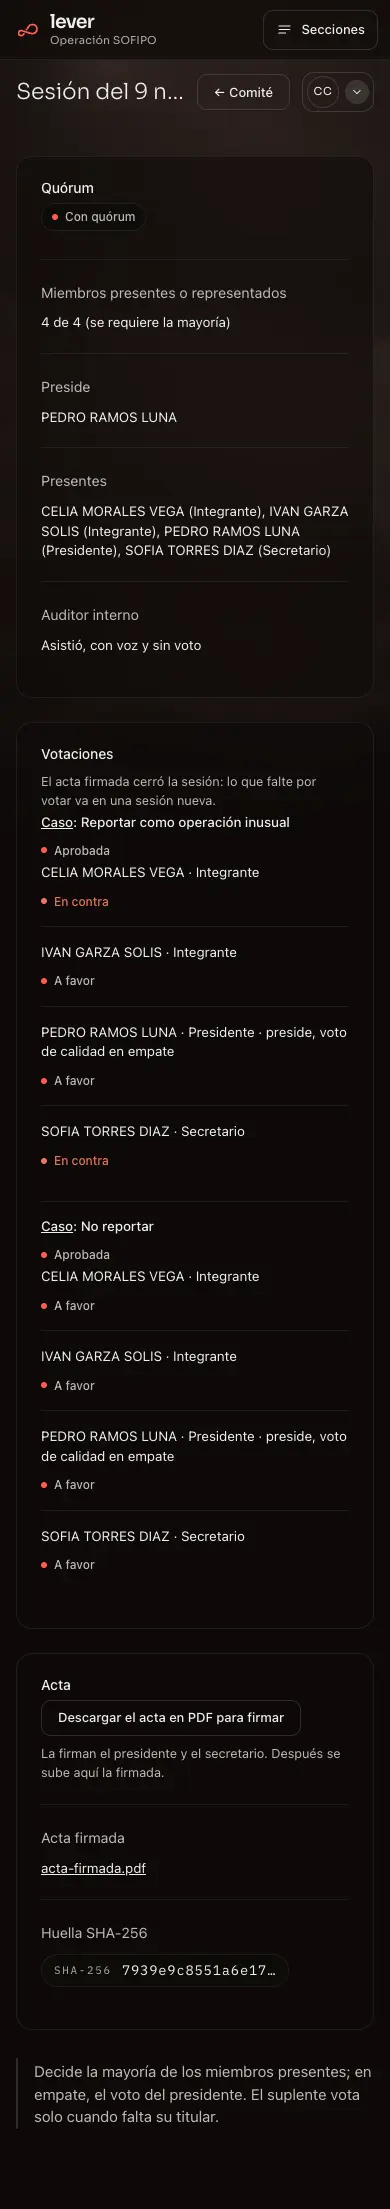 lever
Operación SOFIPO
Secciones
Sesión del 9 n...
← Comité
CC
Quórum
Con quórum
Miembros presentes o representados
4 de 4 (se requiere la mayoría)
Preside
PEDRO RAMOS LUNA
Presentes
CELIA MORALES VEGA (Integrante), IVAN GARZA
SOLIS (Integrante), PEDRO RAMOS LUNA
(Presidente), SOFIA TORRES DIAZ (Secretario)
Auditor interno
Asistió, con voz y sin voto
Votaciones
El acta firmada cerró la sesión: lo que falte por
votar va en una sesión nueva.
Caso: Reportar como operación inusual
Aprobada
CELIA MORALES VEGA · Integrante
En contra
IVAN GARZA SOLIS · Integrante
A favor
PEDRO RAMOS LUNA · Presidente · preside, voto
de calidad en empate
A favor
SOFIA TORRES DIAZ · Secretario
En contra
Caso: No reportar
Aprobada
CELIA MORALES VEGA · Integrante
A favor
IVAN GARZA SOLIS · Integrante
A favor
PEDRO RAMOS LUNA · Presidente · preside, voto
de calidad en empate
A favor
SOFIA TORRES DIAZ · Secretario
A favor
Acta
Descargar el acta en PDF para firmar
La firman el presidente y el secretario. Después se
sube aquí la firmada.
Acta firmada
acta-firmada.pdf
Huella SHA-256
SHA-256 7939e9c8551a6e17…
Decide la mayoría de los miembros presentes; en
empate, el voto del presidente. El suplente vota
solo cuando falta su titular.